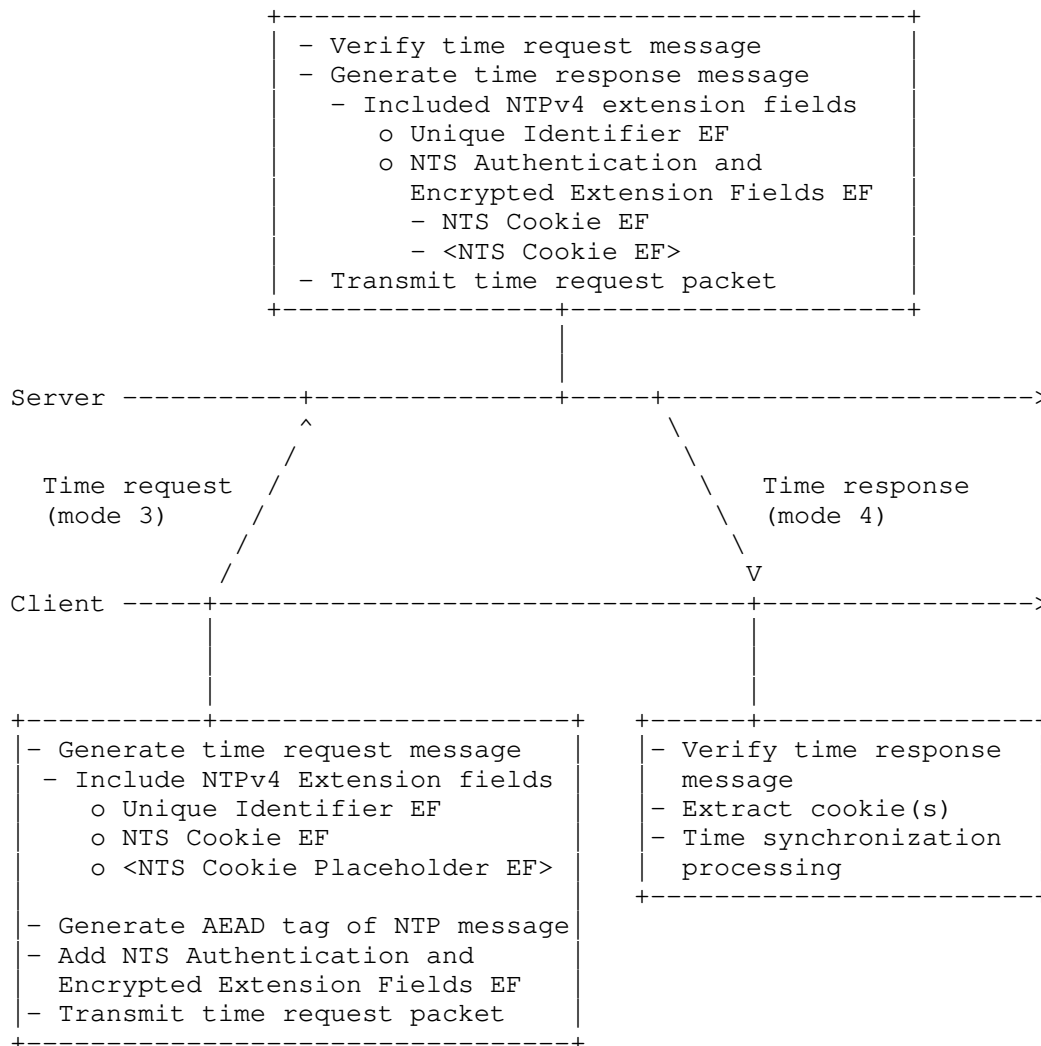 - Verify time request message
- Generate time response message
- Included NTPv4 extension fields
o Unique Identifier EF
o NTS Authentication and
Encrypted Extension Fields EF
- NTS Cookie EF
- <NTS Cookie EF>
- Transmit time request packet
Server
Time request
(mode 3)
Time response
(mode 4)
V
Client
- Generate time request message
- Include NTPv4 Extension fields
o Unique Identifier EF
o NTS Cookie EF
o <NTS Cookie Placeholder EF>
- Generate AEAD tag of NTP message
- Add NTS Authentication and
Encrypted Extension Fields EF
- Transmit time request packet
- Verify time response
message
- Extract cookie(s)
- Time synchronization
processing